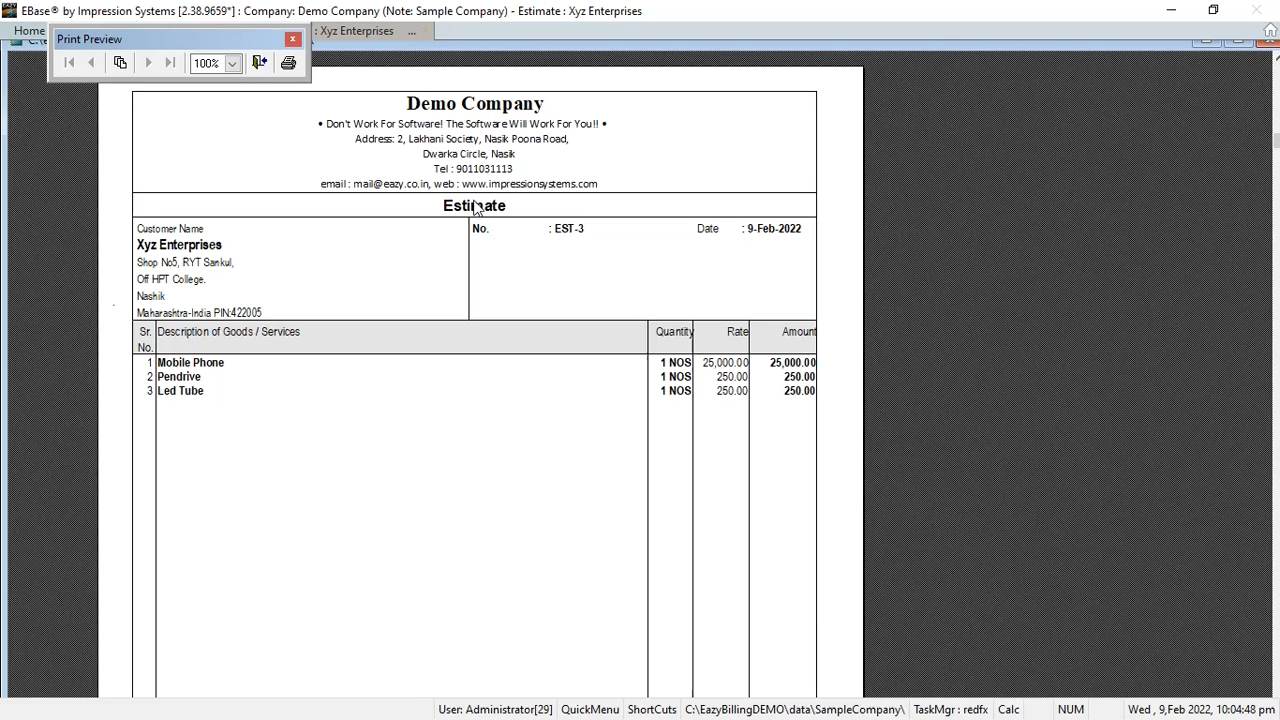 EBase® by Impression Systems [2.38.9659*] : Company: Demo Company (Note: Sample Company) - Estimate : Xyz Enterprises
Home : Xyz Enterprises ...
Print Preview
100%
Demo Company
• Don't Work For Software! The Software Will Work For You!! •
Address: 2, Lakhani Society, Nasik Poona Road,
Dwarka Circle, Nasik
Tel : 9011031113
email : mail@eazy.co.in, web : www.impressionsystems.com
Estimate
Customer Name
Xyz Enterprises
Shop No5, RYT Sankul,
Off HPT College.
Nashik
Maharashtra-India PIN:422005
No. : EST-3 Date : 9-Feb-2022
Sr. No. Description of Goods / Services Quantity Rate Amount
1 Mobile Phone 1 NOS 25,000.00 25,000.00
2 Pendrive 1 NOS 250.00 250.00
3 Led Tube 1 NOS 250.00 250.00
User: Administrator[29] QuickMenu ShortCuts C:\EazyBillingDEMO\data\SampleCompany\ TaskMgr : redfx Calc NUM Wed , 9,Feb 2022, 10:04:48 pm